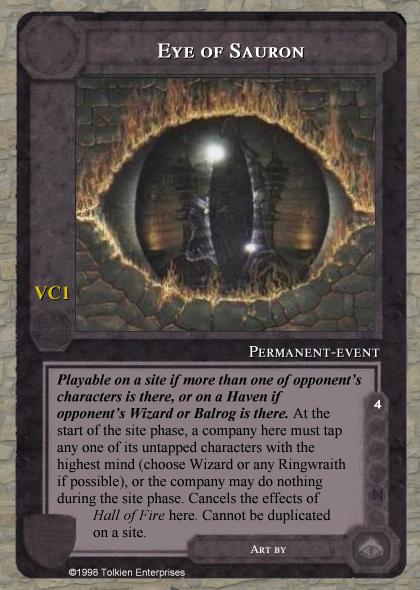 EYE OF SAURON
VC1
PERMANENT-EVENT
Playable on a site if more than one of opponent's
characters is there, or on a Haven if
opponent's Wizard or Balrog is there. At the
start of the site phase, a company here must tap
any one of its untapped characters with the
highest mind (choose Wizard or any Ringwraith
if possible), or the company may do nothing
during the site phase. Cancels the effects of
Hall of Fire here. Cannot be duplicated
on a site.
4
ART BY
©1998 Tolkien Enterprises